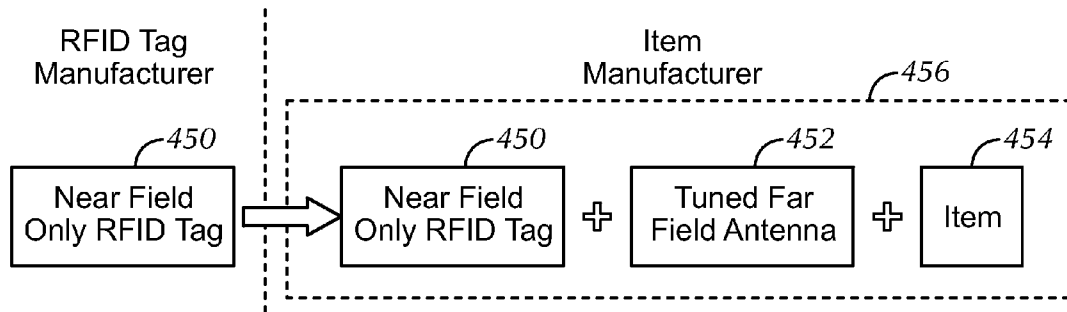 RFID Tag
Manufacturer
Item
Manufacturer
456
450
Near Field
Only RFID Tag
450
Near Field
Only RFID Tag
+
452
Tuned Far
Field Antenna
+
454
Item